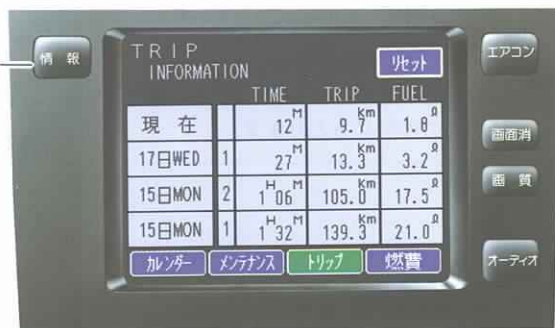 情 報
TRIP
INFORMATION
リセット
TIME TRIP FUEL
現 在 12M 9.7km 1.8ℓ
17日WED 1 27M 13.3km 3.2ℓ
15日MON 2 1H06M 105.0km 17.5ℓ
15日MON 1 1H32M 139.3km 21.0ℓ
カレンダー メンテナンス トリップ 燃費
エアコン
画面消
画 質
オーディオ